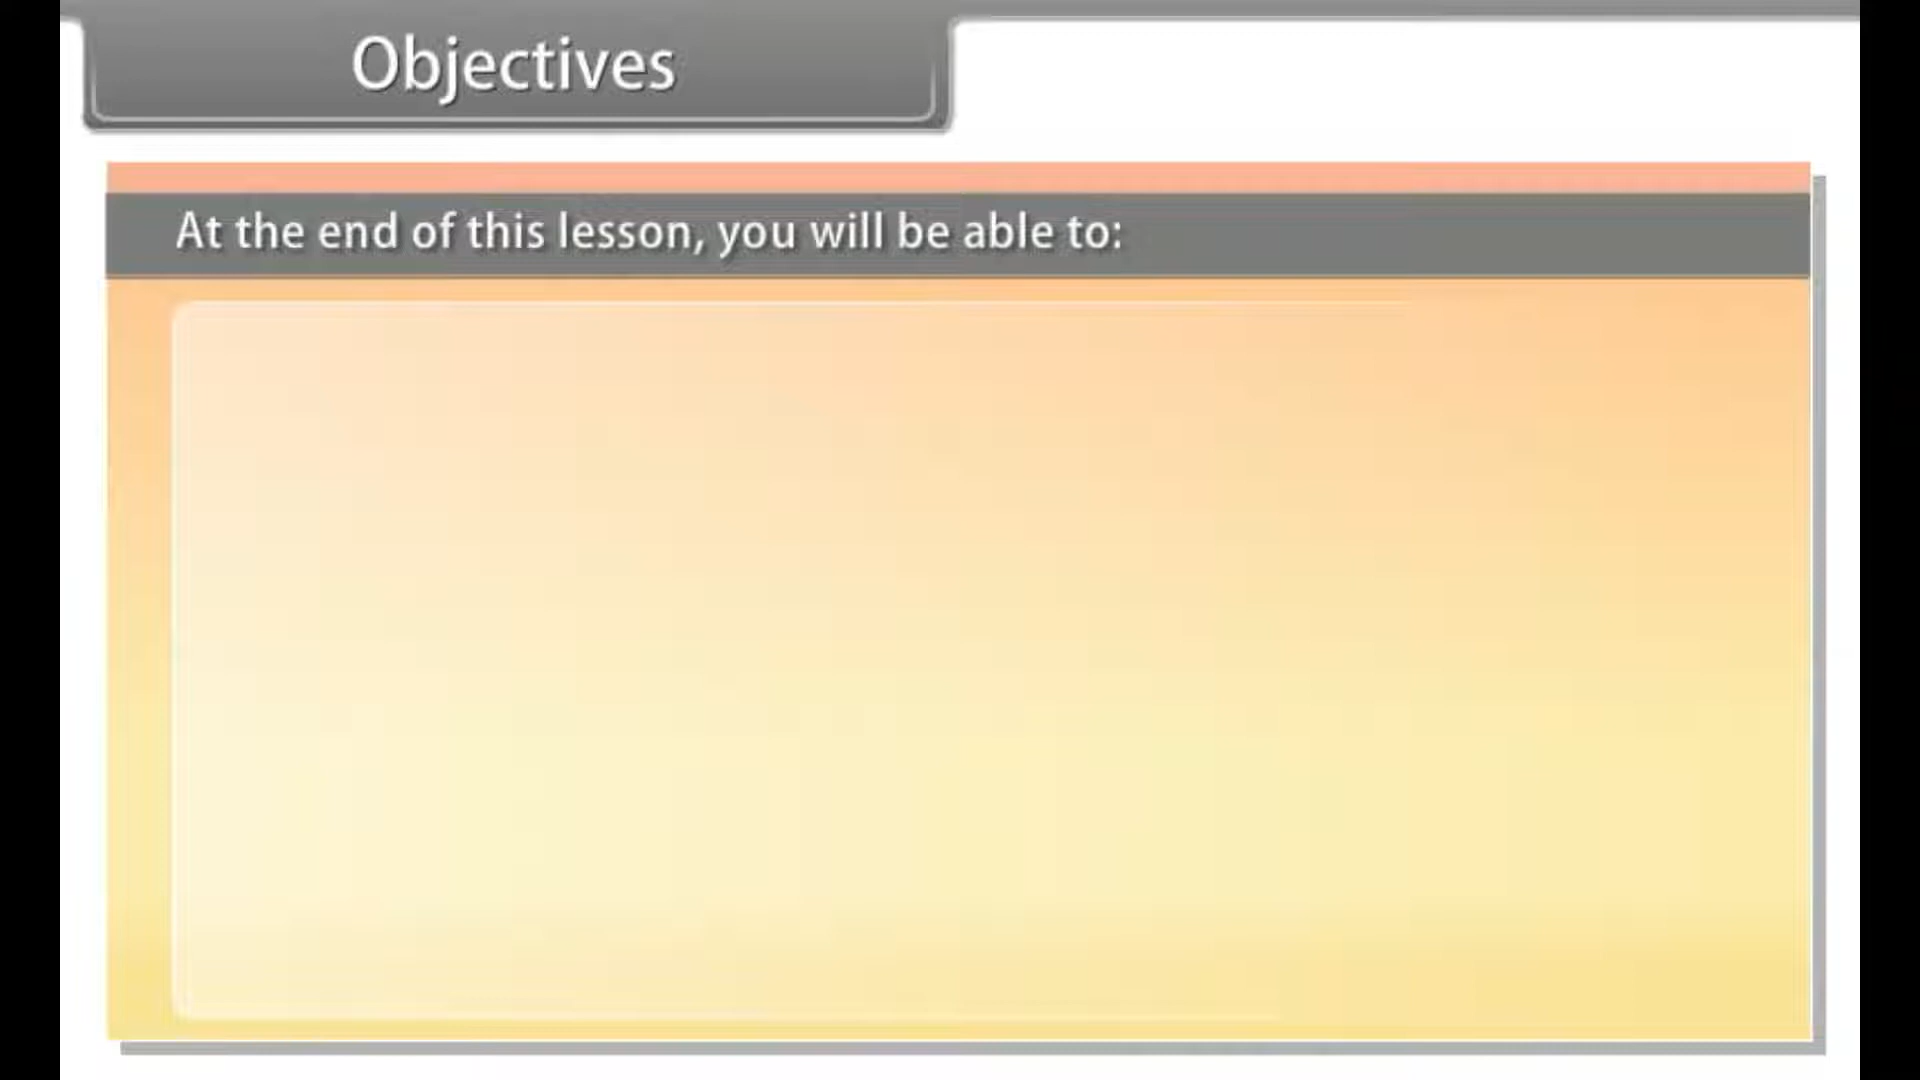 Objectives
At the end of this lesson, you will be able to: